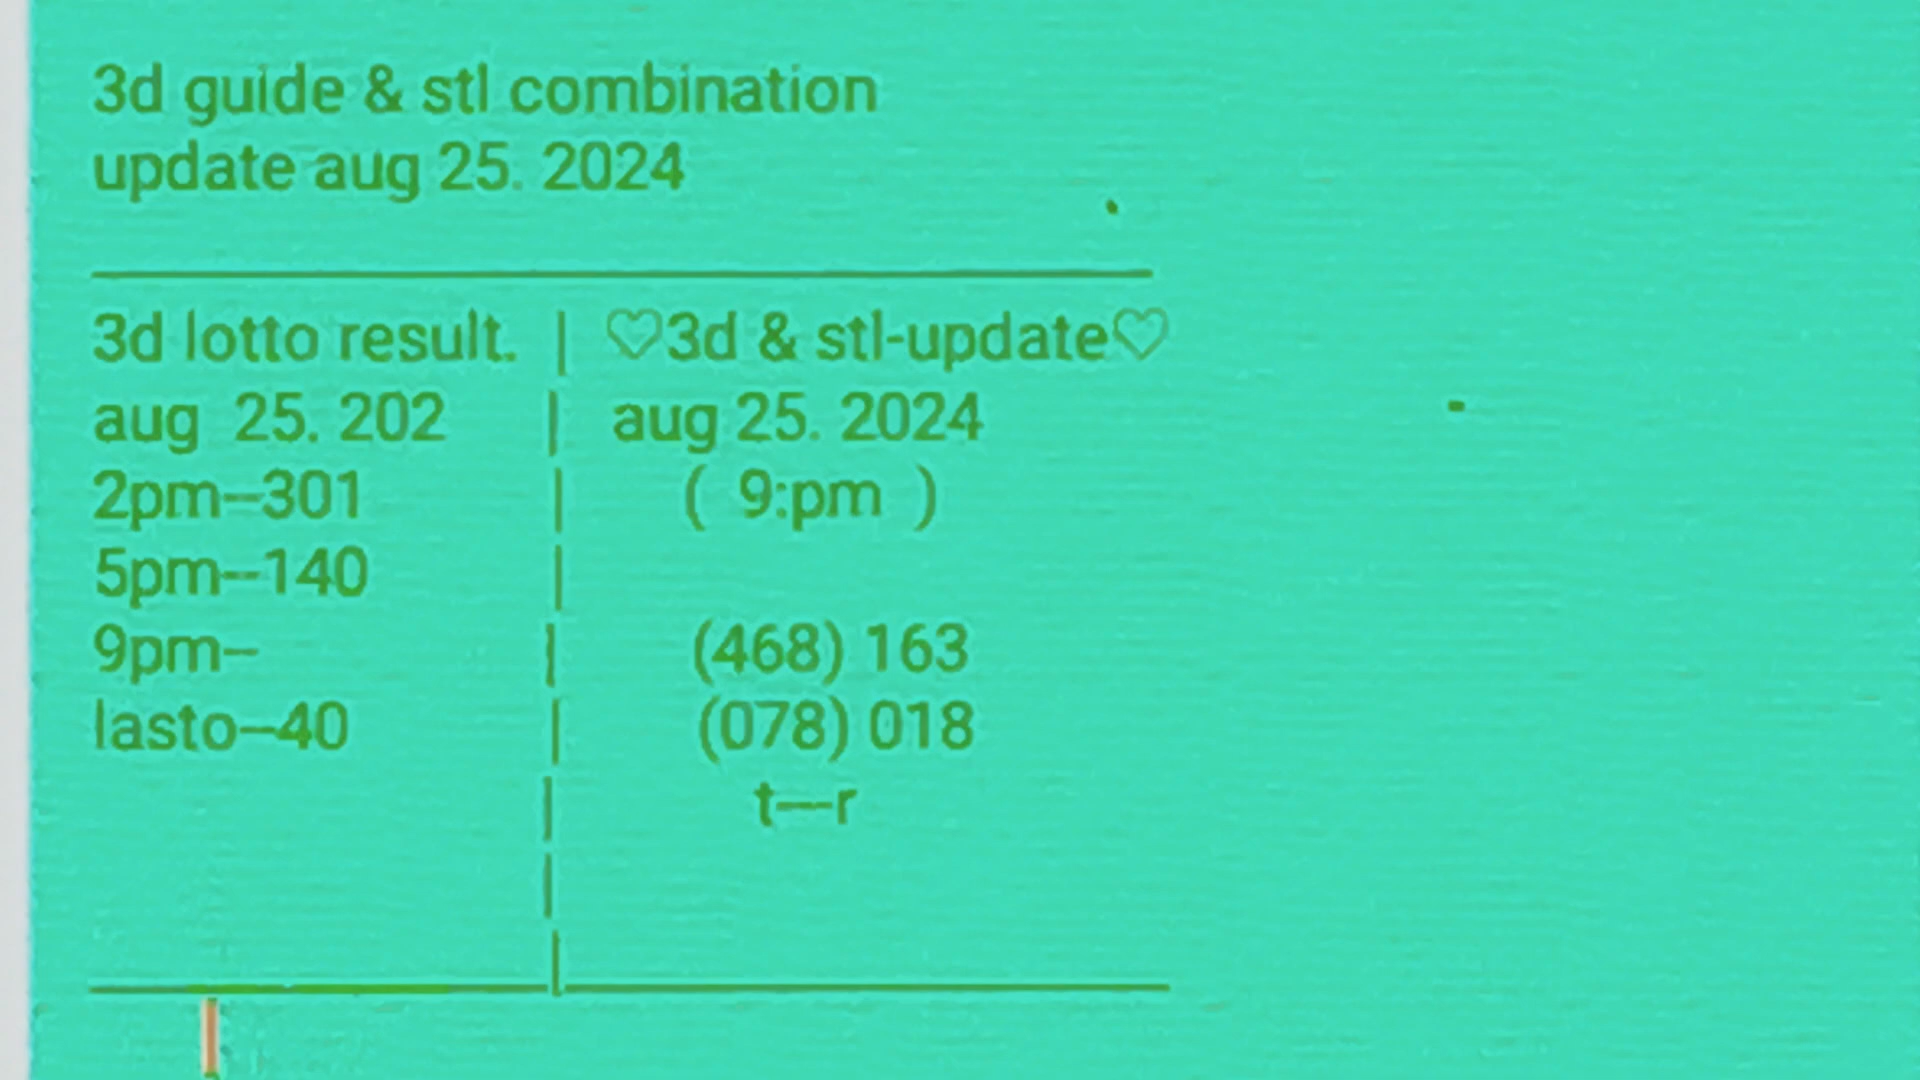 3d guide & stl combination
update aug 25. 2024
3d lotto result. | ♡3d & stl-update♡
aug 25. 202 | aug 25. 2024
2pm--301 | ( 9:pm )
5pm--140 |
9pm-- | (468) 163
lasto--40 | (078) 018
| t---r
|
|